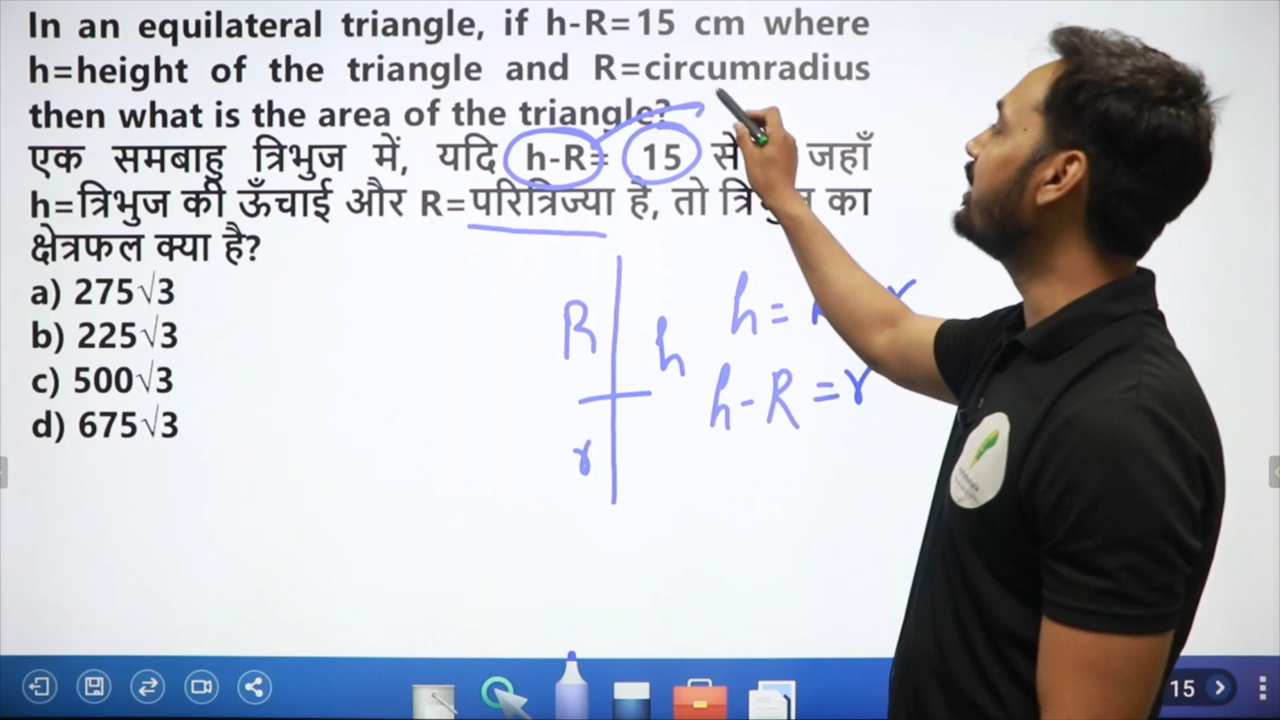 In an equilateral triangle, if h-R=15 cm where
h=height of the triangle and R=circumradius
then what is the area of the triangle?
एक समबाहु त्रिभुज में, यदि h-R= 15 से जहाँ
h=त्रिभुज की ऊँचाई और R=परित्रिज्या है, तो का
क्षेत्रफल क्या है?
a) 275√3
b) 225√3
c) 500√3
d) 675√3
R
h
r
h = r
h - R = r
15